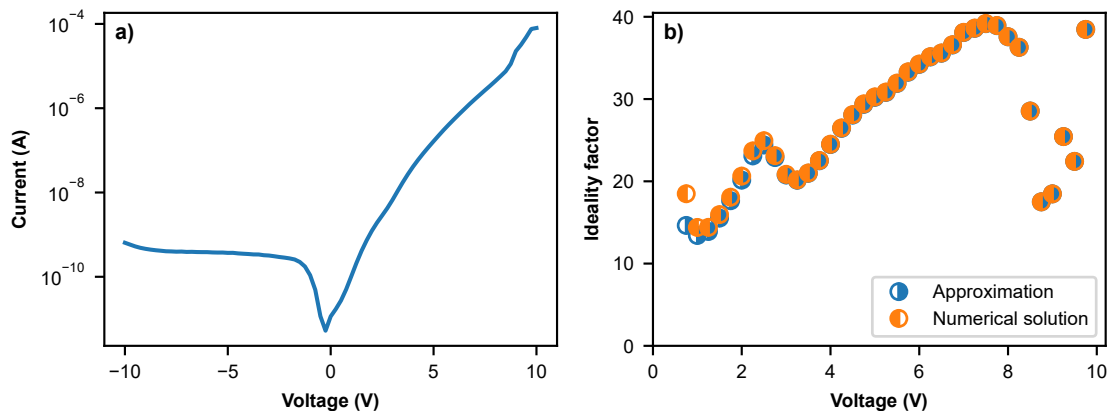 a)
10⁻⁴
10⁻⁶
10⁻⁸
10⁻¹⁰
Current (A)
−10
−5
0
5
10
Voltage (V)
b)
40
30
20
10
0
Ideality factor
0
2
4
6
8
10
Voltage (V)
Approximation
Numerical solution